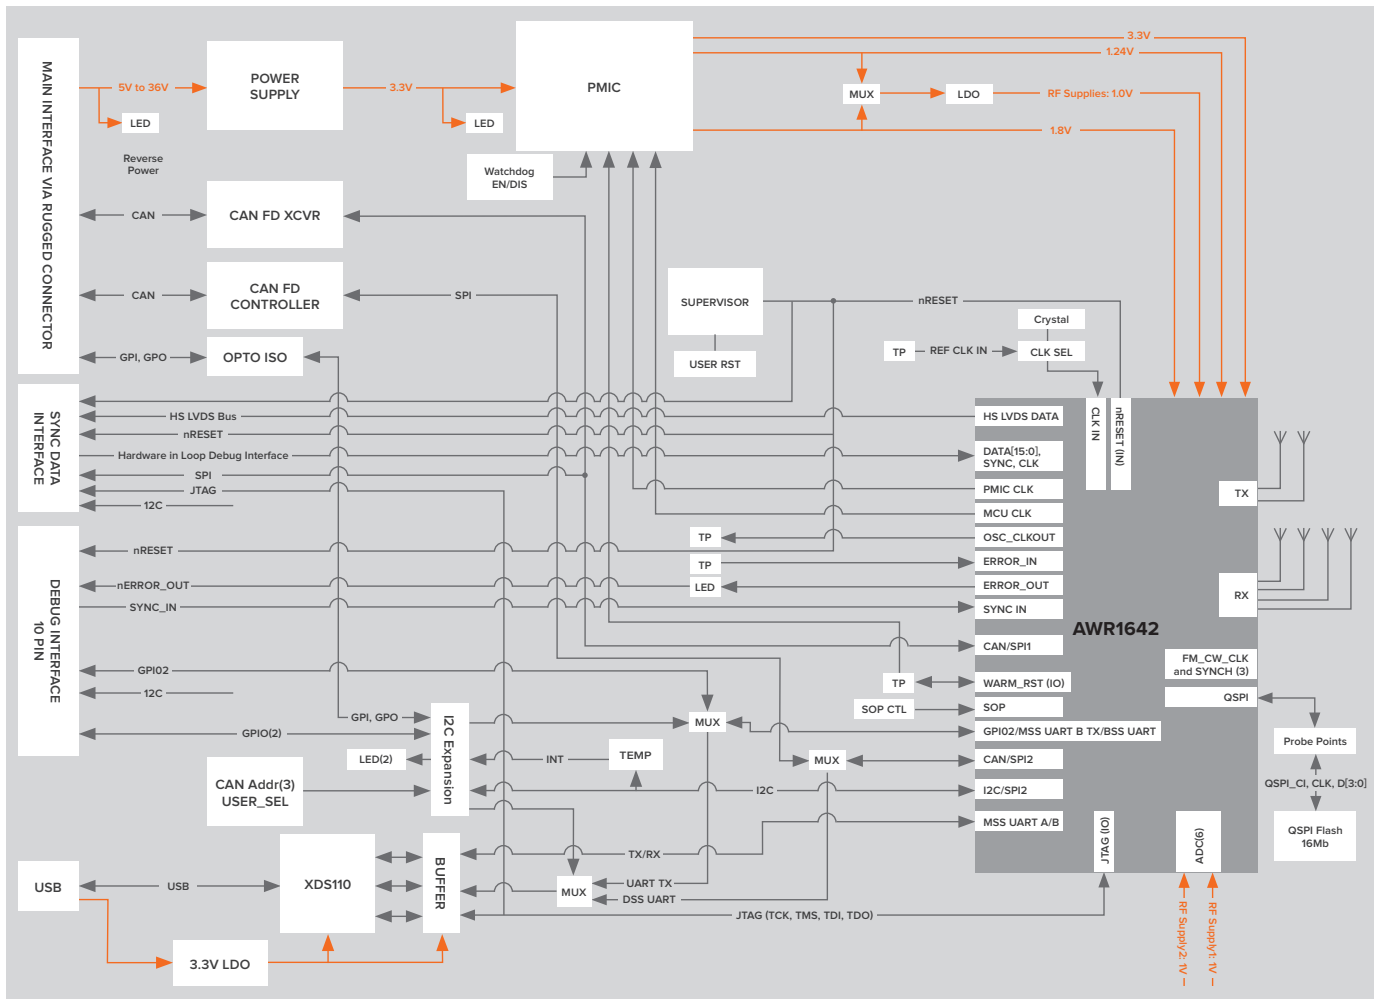 MAIN INTERFACE VIA RUGGED CONNECTOR
5V to 36V
LED
POWER
SUPPLY
3.3V
LED
PMIC
3.3V
1.24V
MUX
LDO
RF Supplies: 1.0V
1.8V
Reverse
Power
Watchdog
EN/DIS
CAN
CAN FD XCVR
CAN
CAN FD
CONTROLLER
SPI
GPI, GPO
OPTO ISO
SUPERVISOR
USER RST
nRESET
Crystal
TP
REF CLK IN
CLK SEL
SYNC DATA
INTERFACE
HS LVDS Bus
nRESET
Hardware in Loop Debug Interface
SPI
JTAG
12C
DEBUG INTERFACE
10 PIN
nRESET
nERROR_OUT
SYNC_IN
GPI02
12C
GPIO(2)
TP
TP
LED
HS LVDS DATA
CLK IN
nRESET (IN)
DATA[15:0],
SYNC, CLK
PMIC CLK
MCU CLK
OSC_CLKOUT
ERROR_IN
ERROR_OUT
SYNC IN
CAN/SPI1
WARM_RST (IO)
SOP
GPI02/MSS UART B TX/BSS UART
CAN/SPI2
I2C/SPI2
MSS UART A/B
AWR1642
TX
RX
FM_CW_CLK
and SYNCH (3)
QSPI
JTAG (IO)
ADC(6)
TP
SOP CTL
GPI, GPO
I2C Expansion
MUX
LED(2)
INT
TEMP
MUX
CAN Addr(3)
USER_SEL
I2C
Probe Points
QSPI_CI, CLK, D[3:0]
QSPI Flash
16Mb
USB
USB
XDS110
BUFFER
TX/RX
MUX
UART TX
DSS UART
JTAG (TCK, TMS, TDI, TDO)
3.3V LDO
RF Supply2: 1V
RF Supply1: 1V